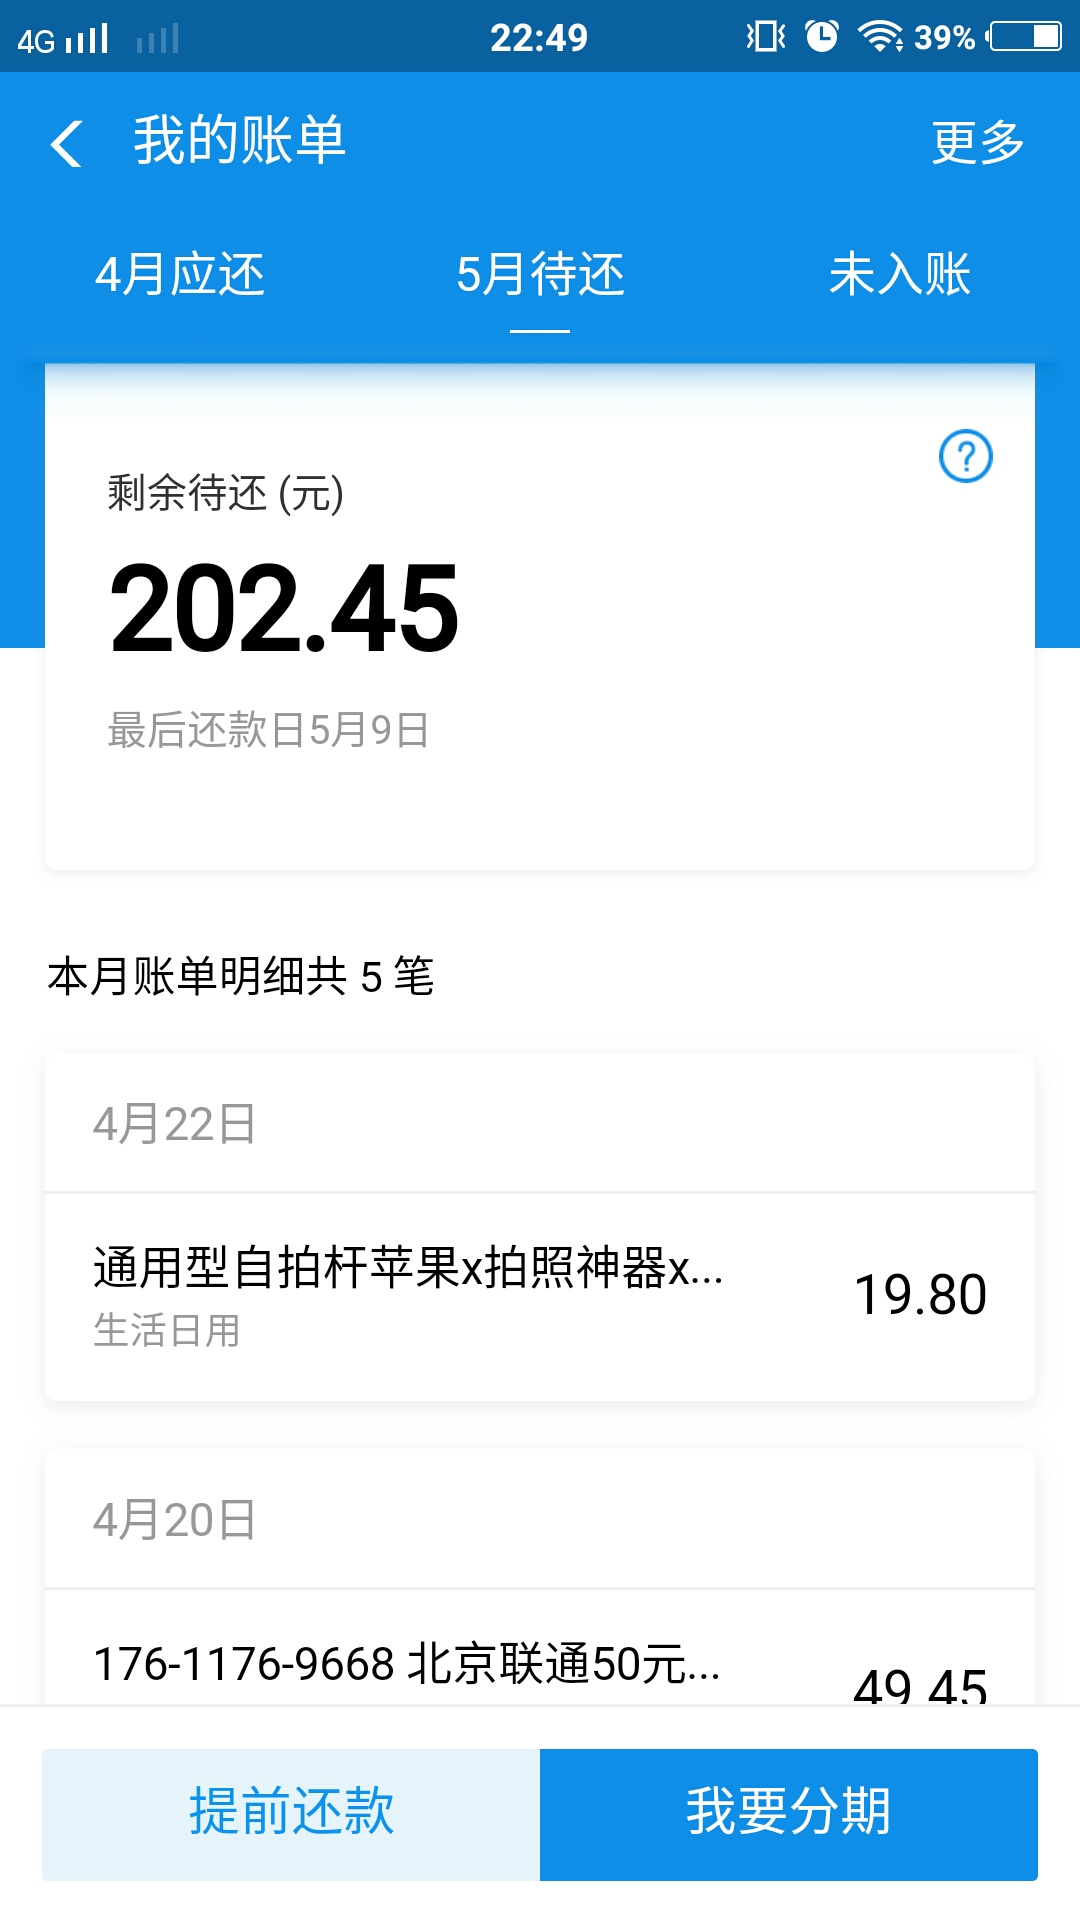 4G 22:49 39%
我的账单 更多
4月应还 5月待还 未入账
剩余待还 (元)
202.45
最后还款日5月9日
本月账单明细共 5 笔
4月22日
通用型自拍杆苹果x拍照神器x...
19.80
生活日用
4月20日
176-1176-9668 北京联通50元...
49.45
提前还款 我要分期